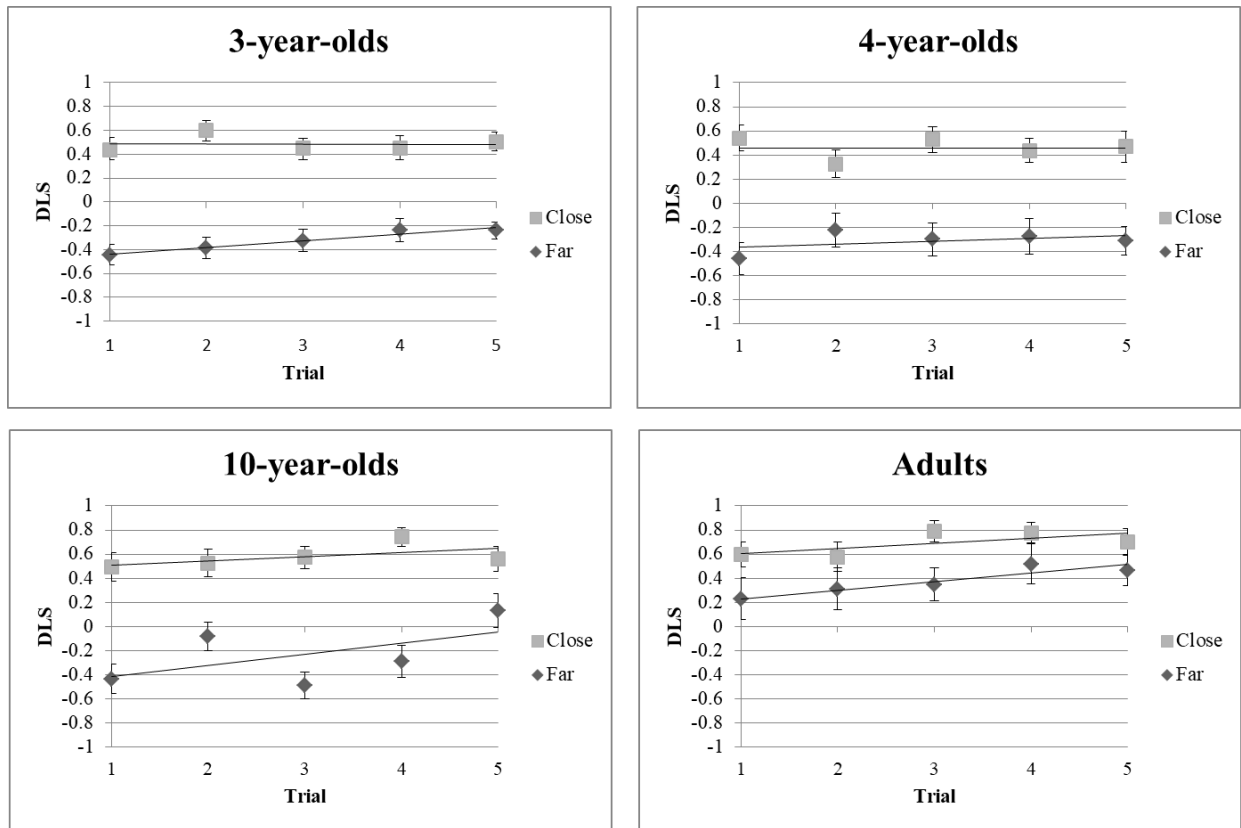 3-year-olds
1
0.8
0.6
0.4
0.2
0
-0.2
-0.4
-0.6
-0.8
-1
DLS
1 2 3 4 5
Trial
Close
Far
4-year-olds
1
0.8
0.6
0.4
0.2
0
-0.2
-0.4
-0.6
-0.8
-1
DLS
1 2 3 4 5
Trial
Close
Far
10-year-olds
1
0.8
0.6
0.4
0.2
0
-0.2
-0.4
-0.6
-0.8
-1
DLS
1 2 3 4 5
Trial
Close
Far
Adults
1
0.8
0.6
0.4
0.2
0
-0.2
-0.4
-0.6
-0.8
-1
DLS
1 2 3 4 5
Trial
Close
Far